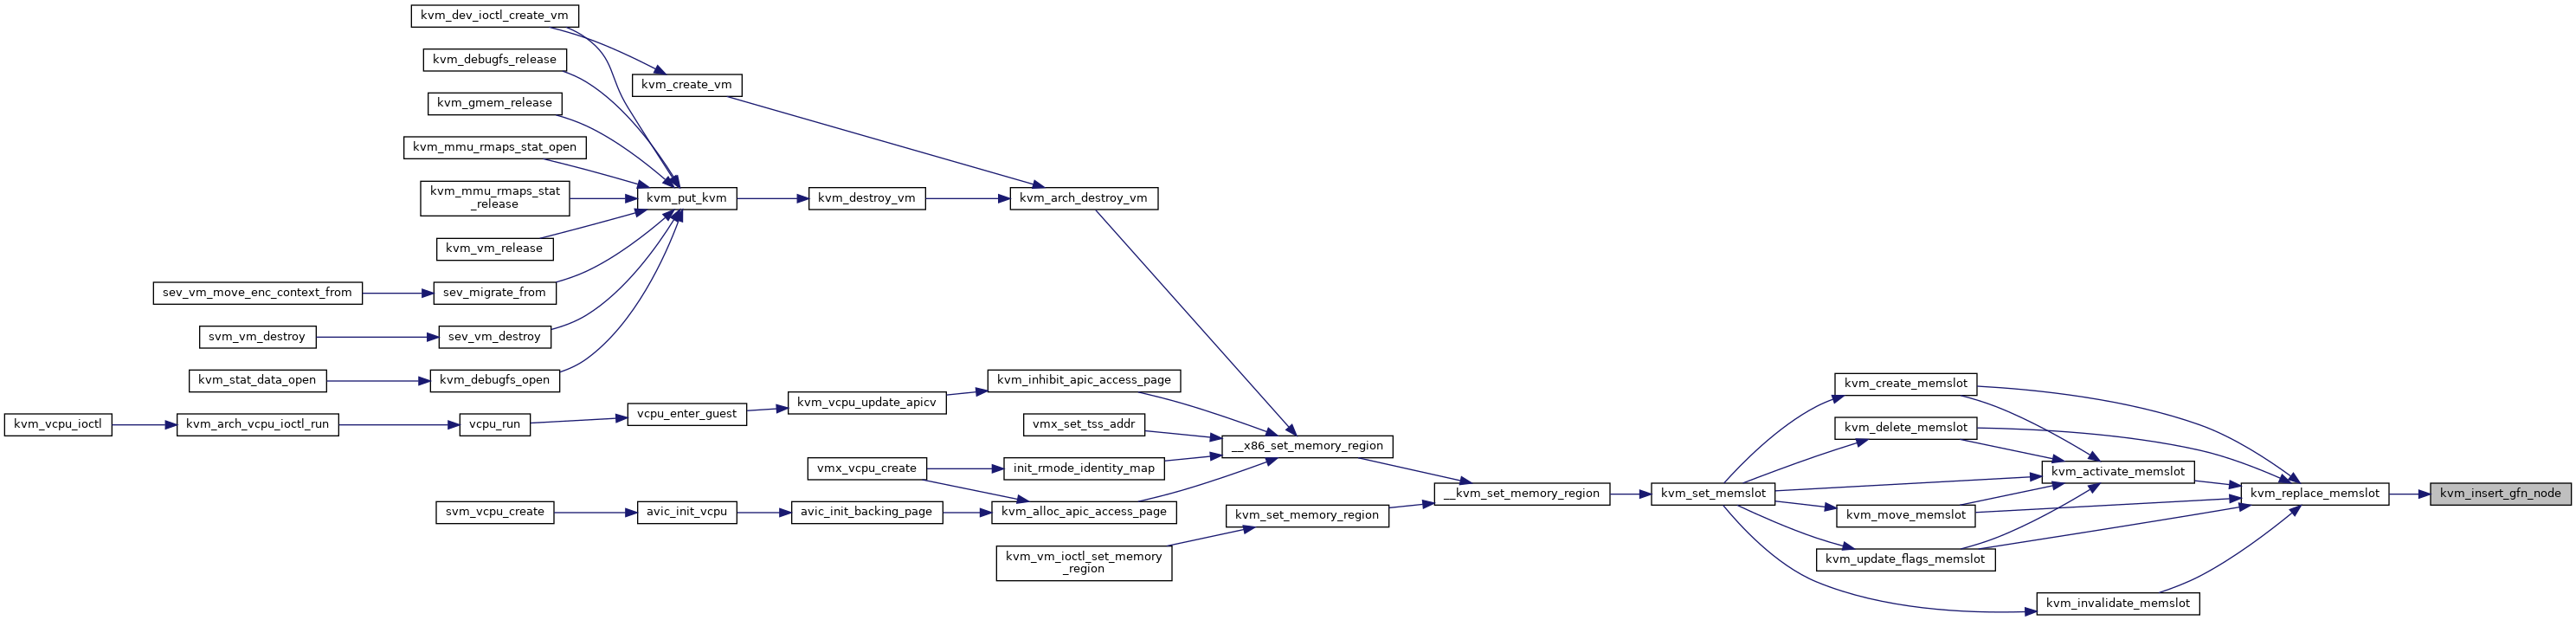 kvm_dev_ioctl_create_vm
kvm_debugfs_release
kvm_create_vm
kvm_gmem_release
kvm_mmu_rmaps_stat_open
kvm_mmu_rmaps_stat
_release
kvm_put_kvm
kvm_destroy_vm
kvm_arch_destroy_vm
kvm_vm_release
sev_vm_move_enc_context_from
sev_migrate_from
svm_vm_destroy
sev_vm_destroy
kvm_stat_data_open
kvm_debugfs_open
kvm_inhibit_apic_access_page
kvm_create_memslot
kvm_vcpu_update_apicv
vcpu_enter_guest
kvm_vcpu_ioctl
kvm_arch_vcpu_ioctl_run
vcpu_run
vmx_set_tss_addr
kvm_delete_memslot
__x86_set_memory_region
vmx_vcpu_create
init_rmode_identity_map
kvm_activate_memslot
__kvm_set_memory_region
kvm_set_memslot
kvm_replace_memslot
kvm_insert_gfn_node
svm_vcpu_create
avic_init_vcpu
avic_init_backing_page
kvm_alloc_apic_access_page
kvm_set_memory_region
kvm_move_memslot
kvm_vm_ioctl_set_memory
_region
kvm_update_flags_memslot
kvm_invalidate_memslot